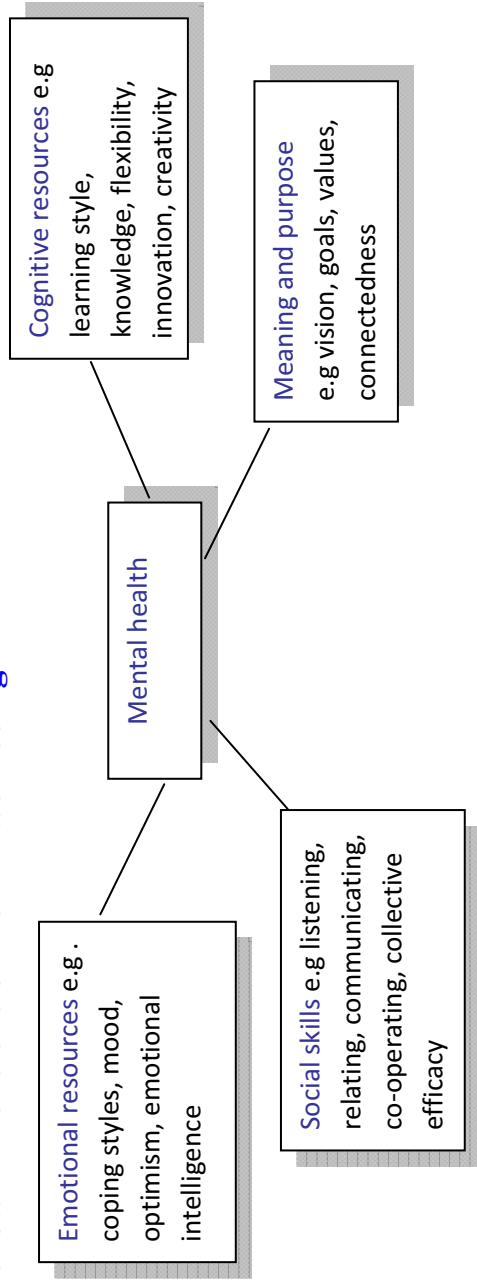 Emotional resources e.g .
coping styles, mood,
optimism, emotional
intelligence
Cognitive resources e.g
learning style,
knowledge, flexibility,
innovation, creativity
Mental health
Social skills e.g listening,
relating, communicating,
co-operating, collective
efficacy
Meaning and purpose
e.g vision, goals, values,
connectedness